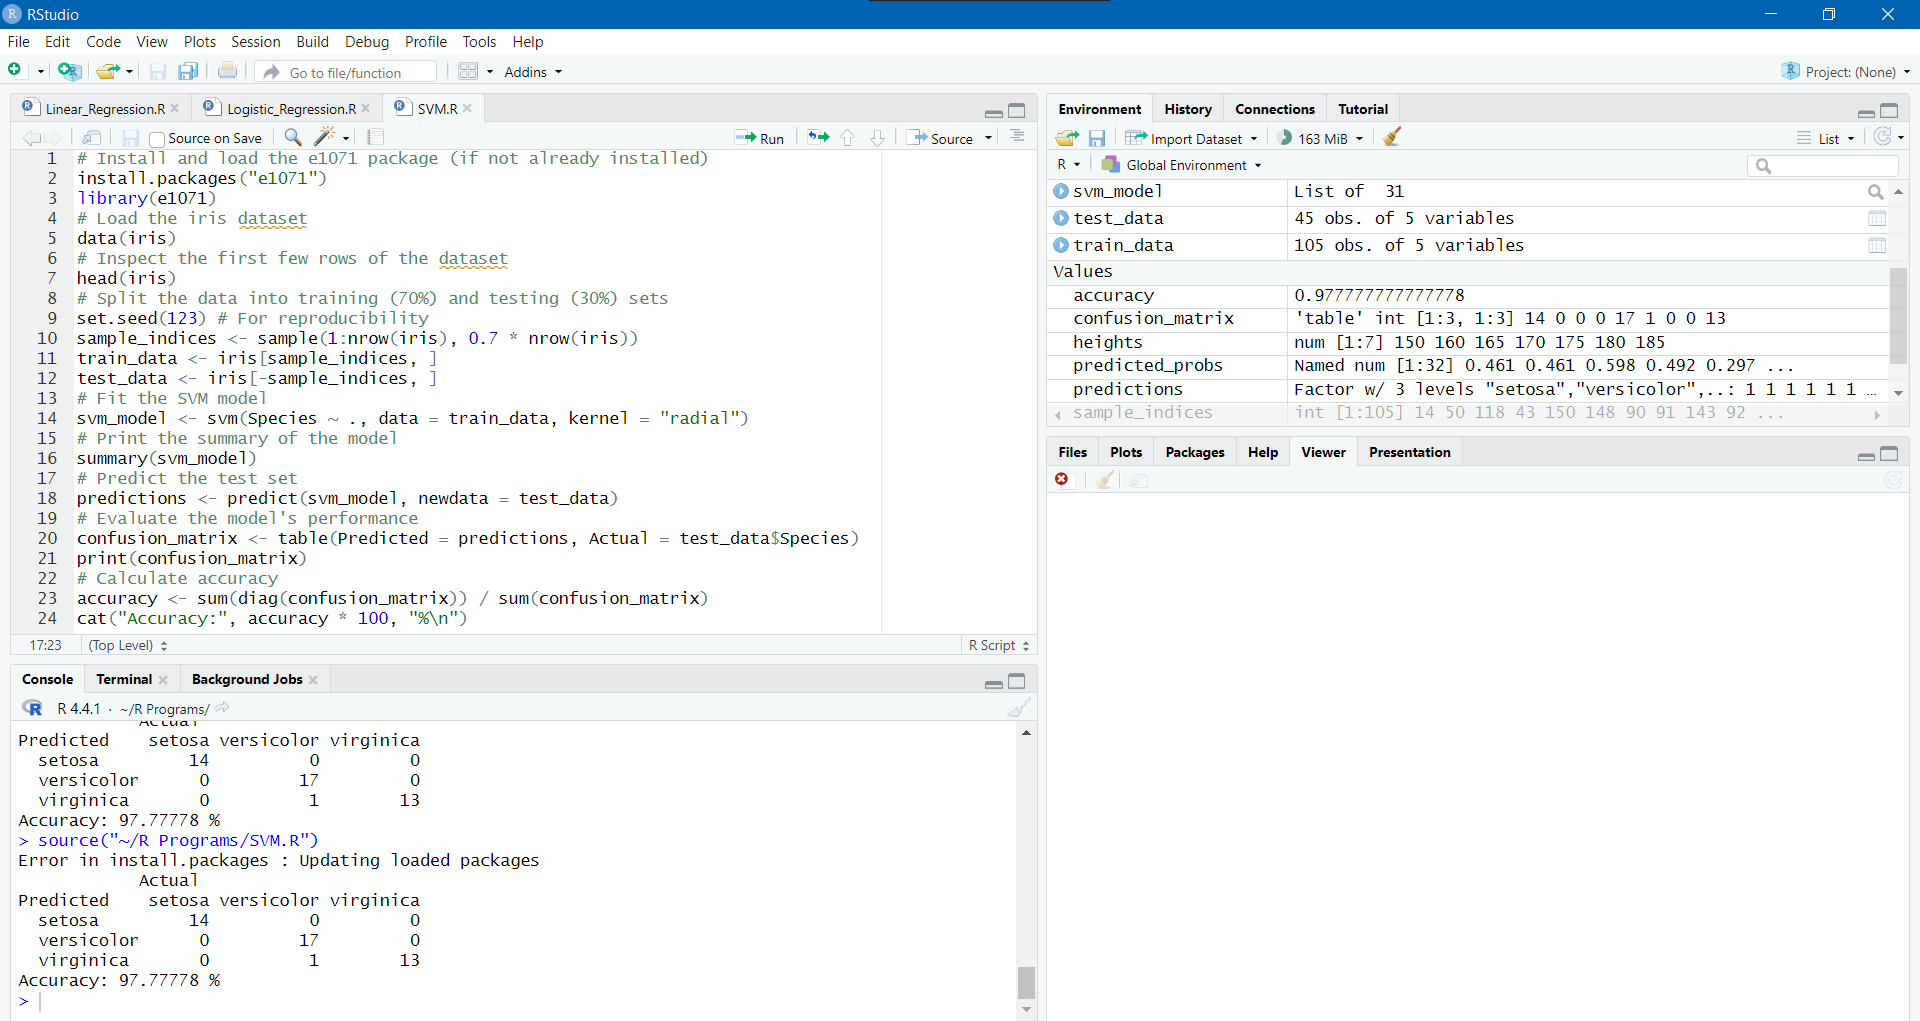 RStudio
File Edit Code View Plots Session Build Debug Profile Tools Help
Go to file/function Addins Project: (None)
Linear_Regression.R Logistic_Regression.R SVM.R
Source on Save Run Source
1 # Install and load the e1071 package (if not already installed)
2 install.packages("e1071")
3 library(e1071)
4 # Load the iris dataset
5 data(iris)
6 # Inspect the first few rows of the dataset
7 head(iris)
8 # Split the data into training (70%) and testing (30%) sets
9 set.seed(123) # For reproducibility
10 sample_indices <- sample(1:nrow(iris), 0.7 * nrow(iris))
11 train_data <- iris[sample_indices, ]
12 test_data <- iris[-sample_indices, ]
13 # Fit the SVM model
14 svm_model <- svm(Species ~ ., data = train_data, kernel = "radial")
15 # Print the summary of the model
16 summary(svm_model)
17 # Predict the test set
18 predictions <- predict(svm_model, newdata = test_data)
19 # Evaluate the model's performance
20 confusion_matrix <- table(Predicted = predictions, Actual = test_data$Species)
21 print(confusion_matrix)
22 # Calculate accuracy
23 accuracy <- sum(diag(confusion_matrix)) / sum(confusion_matrix)
24 cat("Accuracy:", accuracy * 100, "%\n")
17:23 (Top Level) R Script
Console Terminal Background Jobs
R 4.4.1 · ~/R Programs/
Actual
Predicted setosa versicolor virginica
setosa 14 0 0
versicolor 0 17 0
virginica 0 1 13
Accuracy: 97.77778 %
> source("~/R Programs/SVM.R")
Error in install.packages : Updating loaded packages
Actual
Predicted setosa versicolor virginica
setosa 14 0 0
versicolor 0 17 0
virginica 0 1 13
Accuracy: 97.77778 %
>
Environment History Connections Tutorial
Import Dataset 163 MiB List
R Global Environment
svm_model List of 31
test_data 45 obs. of 5 variables
train_data 105 obs. of 5 variables
Values
accuracy 0.977777777777778
confusion_matrix 'table' int [1:3, 1:3] 14 0 0 0 17 1 0 0 13
heights num [1:7] 150 160 165 170 175 180 185
predicted_probs Named num [1:32] 0.461 0.461 0.598 0.492 0.297 ...
predictions Factor w/ 3 levels "setosa","versicolor",..: 1 1 1 1 1 1 ...
sample_indices int [1:105] 14 50 118 43 150 148 90 91 143 92 ...
Files Plots Packages Help Viewer Presentation